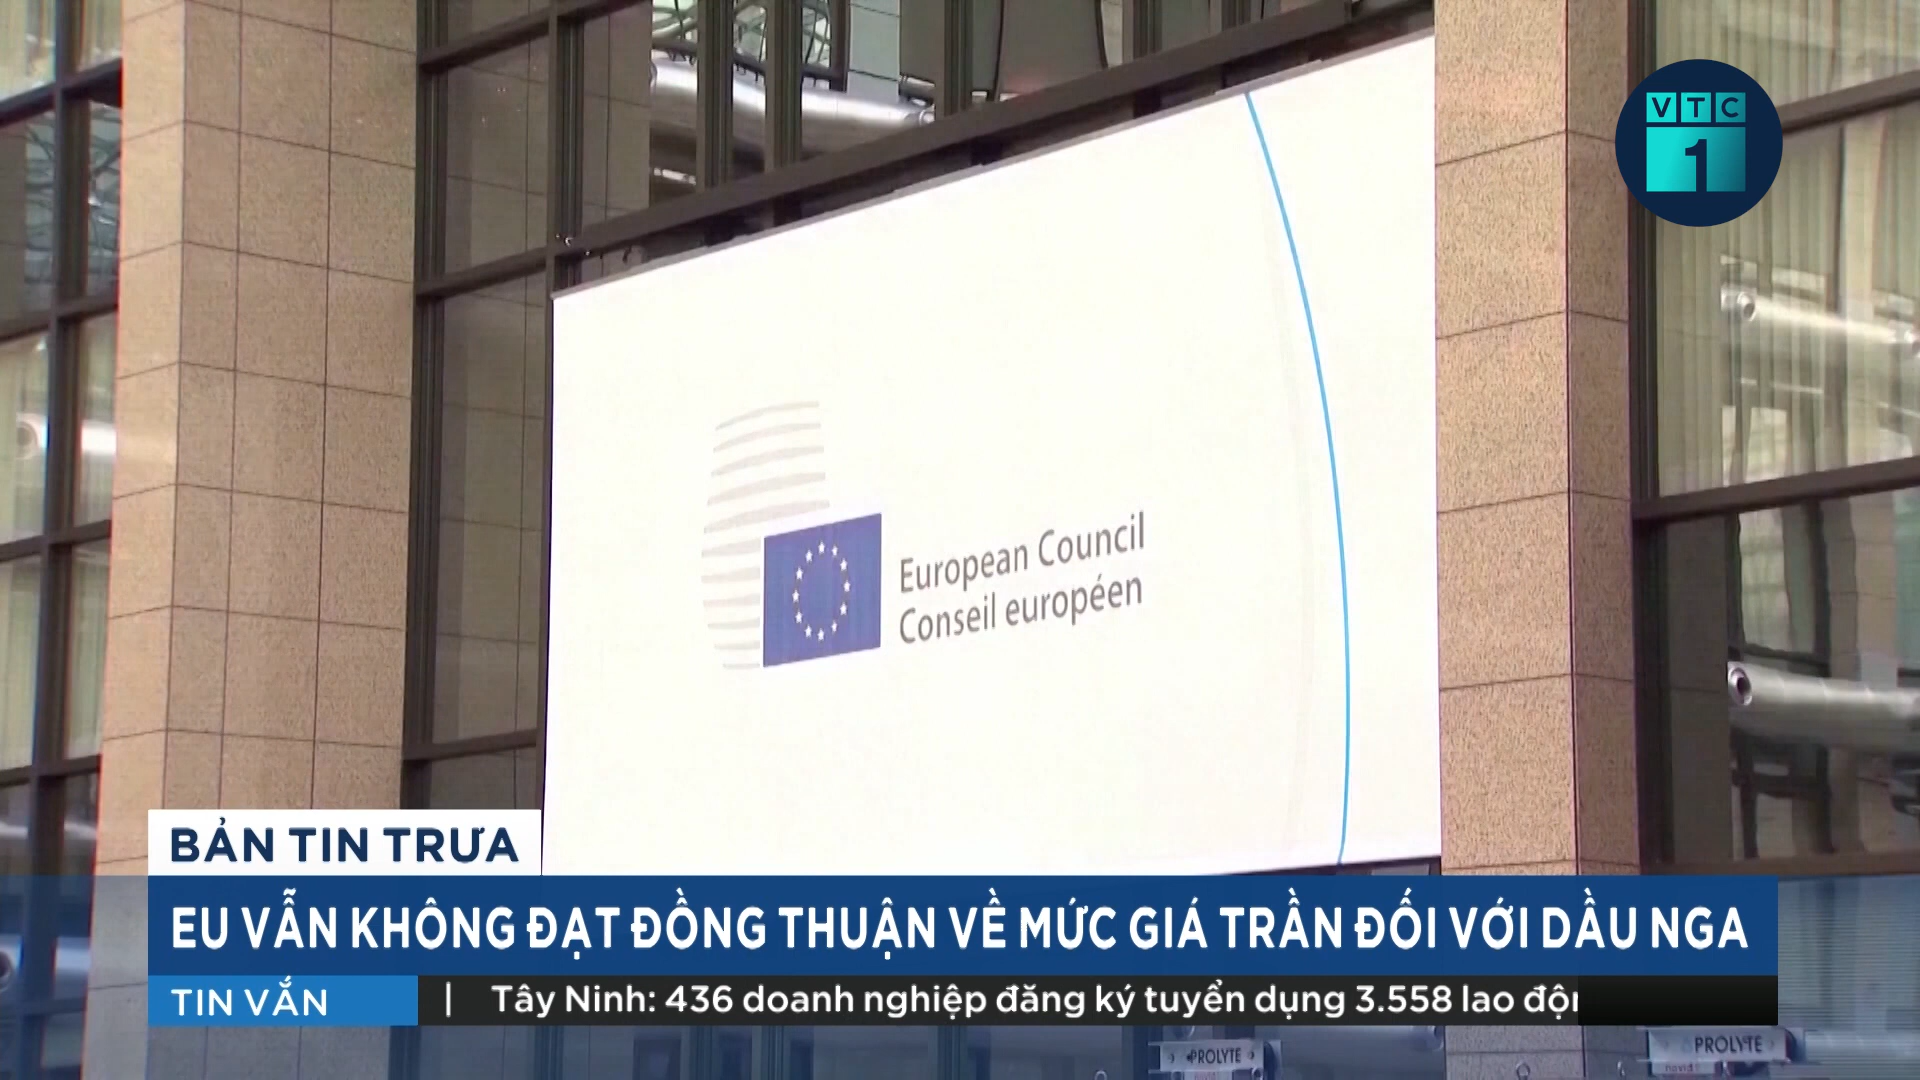 VTC
1
European Council
Conseil européen
BẢN TIN TRƯA
EU VẪN KHÔNG ĐẠT ĐỒNG THUẬN VỀ MỨC GIÁ TRẦN ĐỐI VỚI DẦU NGA
TIN VẮN | Tây Ninh: 436 doanh nghiệp đăng ký tuyển dụng 3.558 lao độn
PROLYTE
PROLYTE